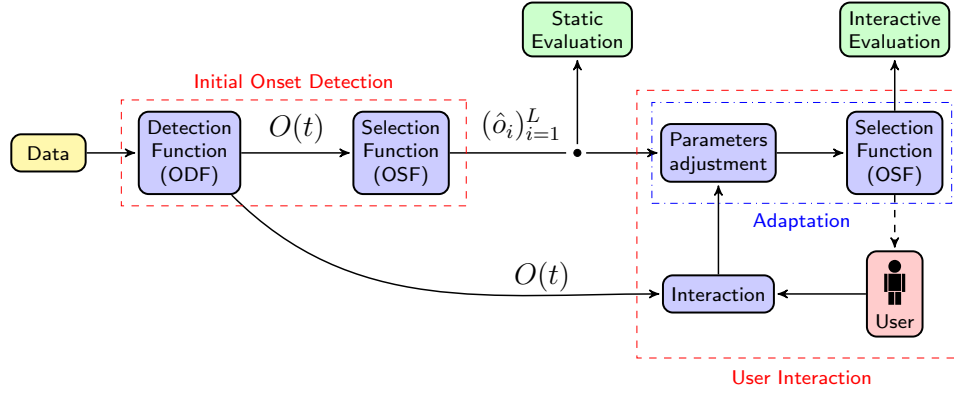 Static
Evaluation
Interactive
Evaluation
Initial Onset Detection
Data
Detection
Function
(ODF)
O(t)
Selection
Function
(OSF)
(ô_i)_{i=1}^L
Parameters
adjustment
Selection
Function
(OSF)
Adaptation
O(t)
Interaction
User
User Interaction